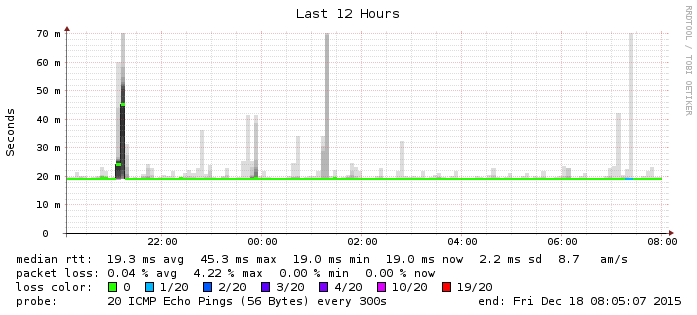 Last 12 Hours
RRDTOOL / TOBI OETIKER
Seconds
70 m
60 m
50 m
40 m
30 m
20 m
10 m
0
22:00 00:00 02:00 04:00 06:00 08:00
median rtt: 19.3 ms avg 45.3 ms max 19.0 ms min 19.0 ms now 2.2 ms sd 8.7 am/s
packet loss: 0.04 % avg 4.22 % max 0.00 % min 0.00 % now
loss color: 0 1/20 2/20 3/20 4/20 10/20 19/20
probe: 20 ICMP Echo Pings (56 Bytes) every 300s end: Fri Dec 18 08:05:07 2015